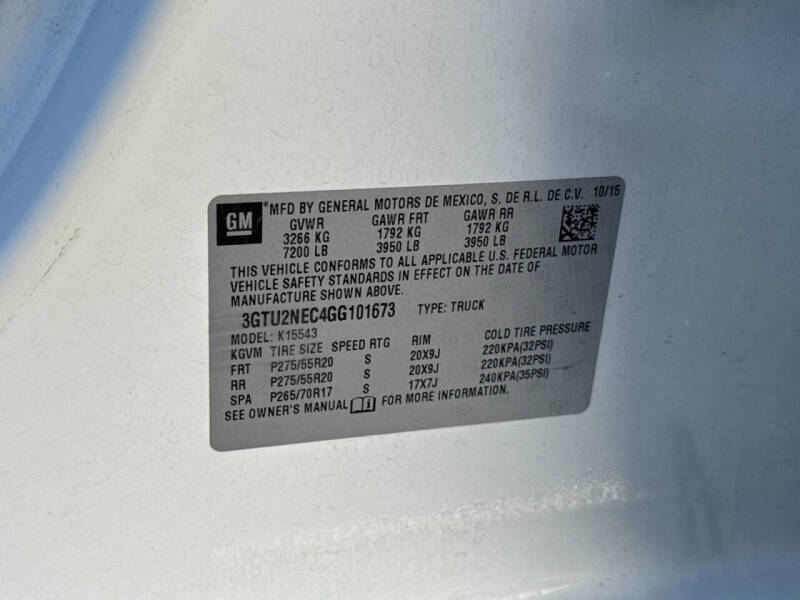 GM
*MFD BY GENERAL MOTORS DE MEXICO, S. DE R.L. DE C.V. 10/15
GVWR GAWR FRT GAWR RR
3266 KG 1792 KG 1792 KG
7200 LB 3950 LB 3950 LB
THIS VEHICLE CONFORMS TO ALL APPLICABLE U.S. FEDERAL MOTOR
VEHICLE SAFETY STANDARDS IN EFFECT ON THE DATE OF
MANUFACTURE SHOWN ABOVE.
3GTU2NEC4GG101673 TYPE: TRUCK
MODEL: K15543
KGVM TIRE SIZE SPEED RTG RIM COLD TIRE PRESSURE
FRT P275/55R20 S 20X9J 220KPA(32PSI)
RR P275/55R20 S 20X9J 220KPA(32PSI)
SPA P265/70R17 S 17X7J 240KPA(35PSI)
SEE OWNER'S MANUAL i FOR MORE INFORMATION.